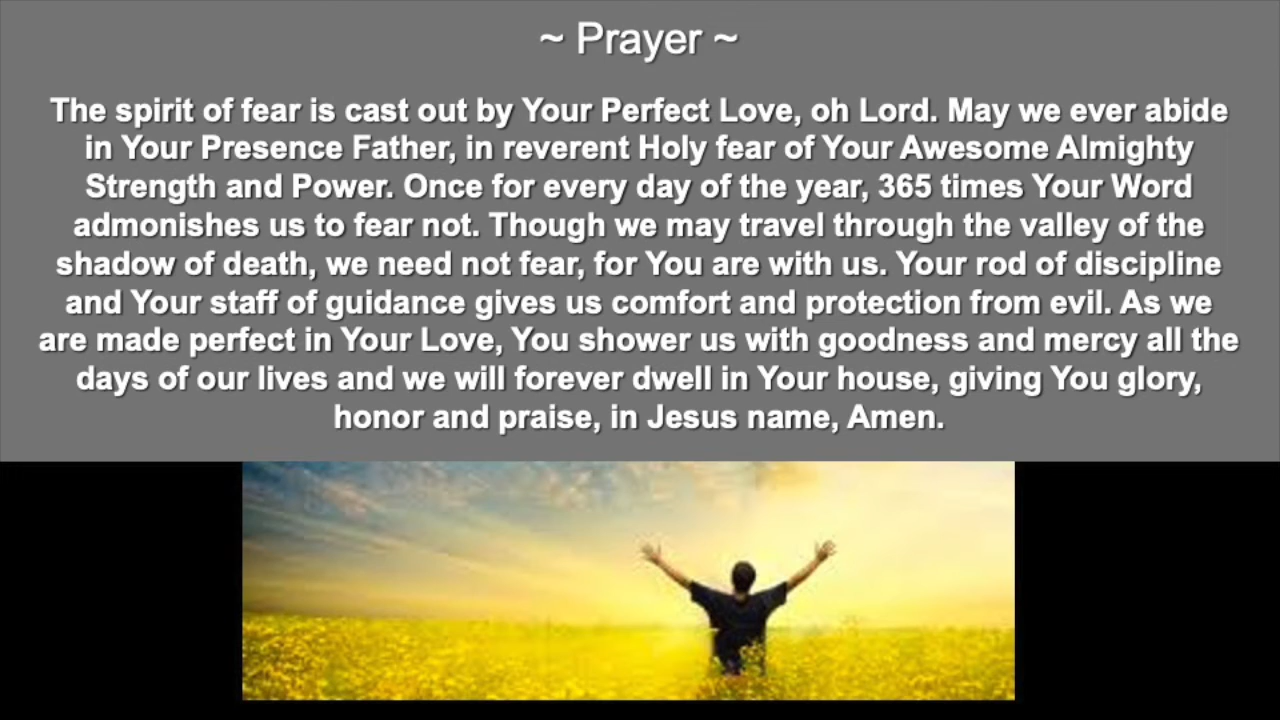 ~ Prayer ~
The spirit of fear is cast out by Your Perfect Love, oh Lord. May we ever abide
in Your Presence Father, in reverent Holy fear of Your Awesome Almighty
Strength and Power. Once for every day of the year, 365 times Your Word
admonishes us to fear not. Though we may travel through the valley of the
shadow of death, we need not fear, for You are with us. Your rod of discipline
and Your staff of guidance gives us comfort and protection from evil. As we
are made perfect in Your Love, You shower us with goodness and mercy all the
days of our lives and we will forever dwell in Your house, giving You glory,
honor and praise, in Jesus name, Amen.